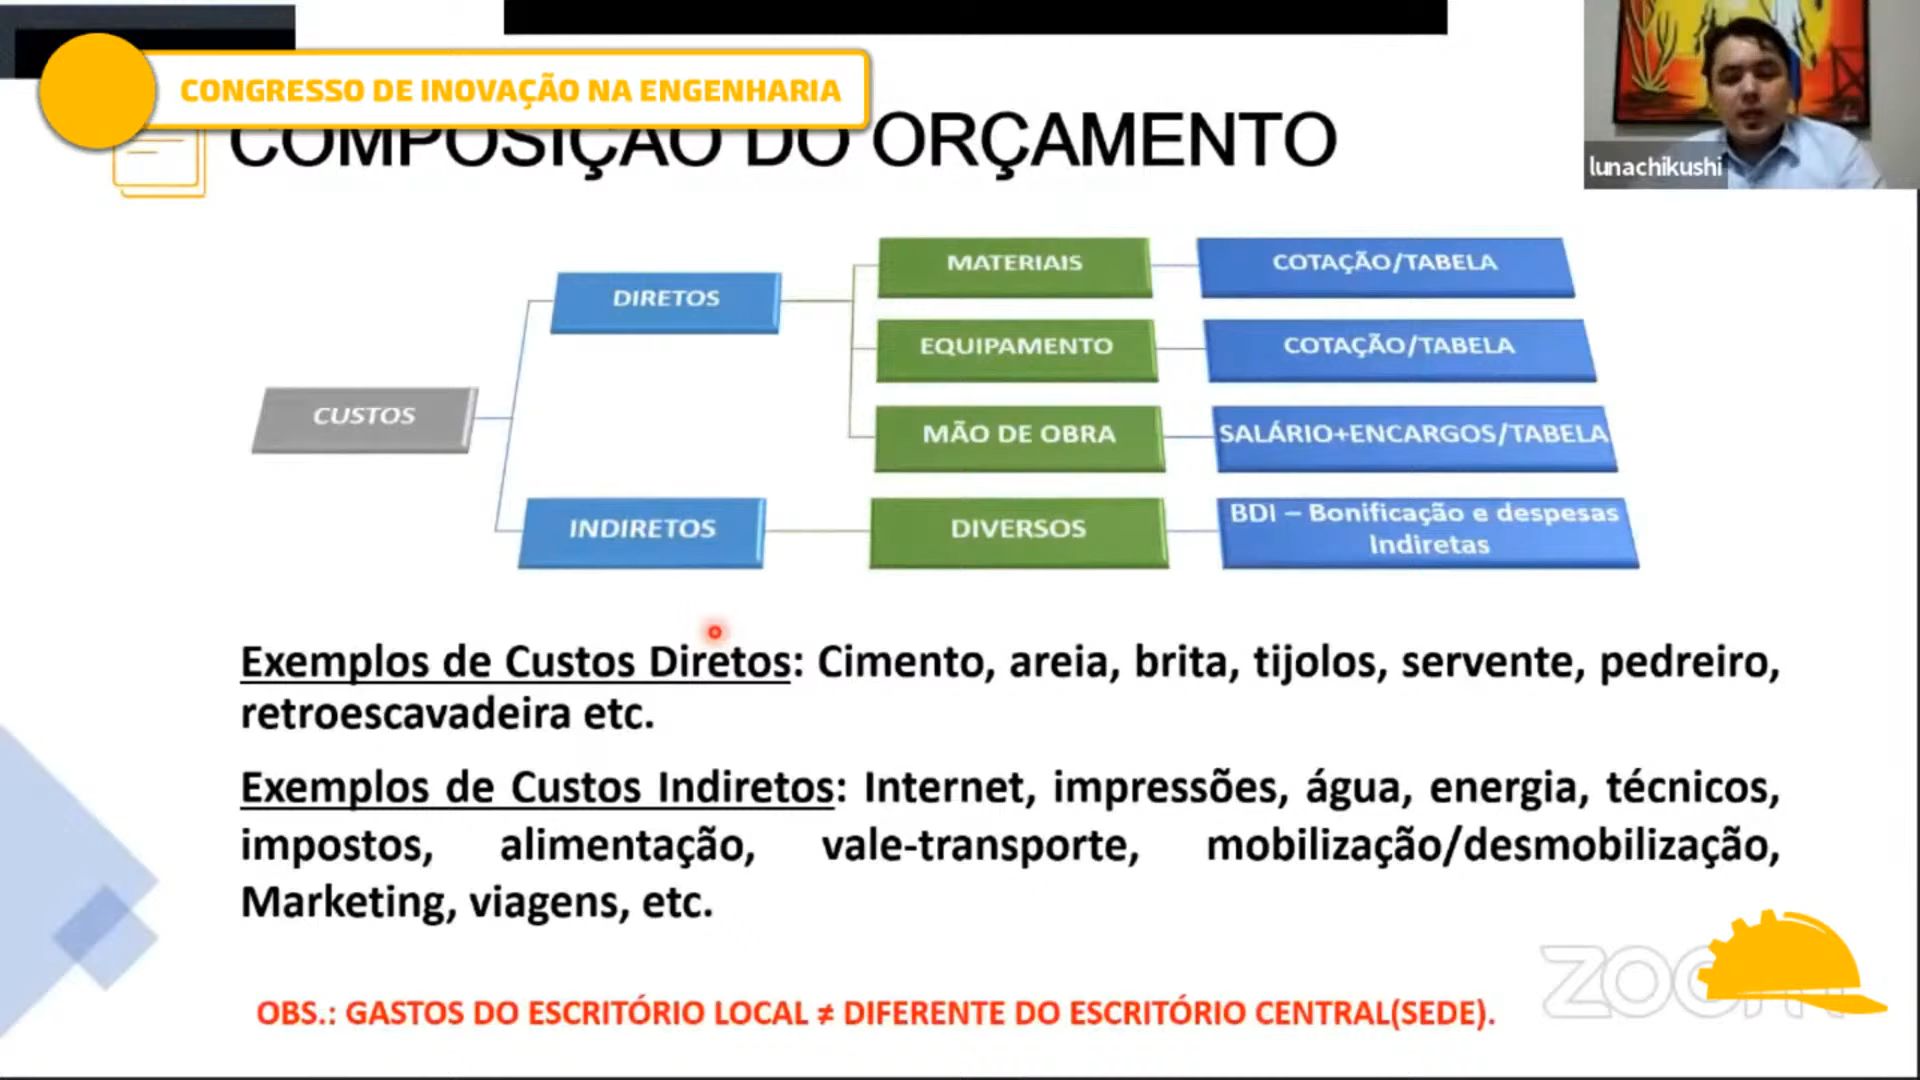 CONGRESSO DE INOVAÇÃO NA ENGENHARIA
COMPOSIÇÃO DO ORÇAMENTO
lunachikushi
MATERIAIS
COTAÇÃO/TABELA
DIRETOS
EQUIPAMENTO
COTAÇÃO/TABELA
CUSTOS
MÃO DE OBRA
SALÁRIO+ENCARGOS/TABELA
INDIRETOS
DIVERSOS
BDI – Bonificação e despesas
Indiretas
Exemplos de Custos Diretos: Cimento, areia, brita, tijolos, servente, pedreiro,
retroescavadeira etc.
Exemplos de Custos Indiretos: Internet, impressões, água, energia, técnicos,
impostos, alimentação, vale-transporte, mobilização/desmobilização,
Marketing, viagens, etc.
OBS.: GASTOS DO ESCRITÓRIO LOCAL ≠ DIFERENTE DO ESCRITÓRIO CENTRAL(SEDE).
zoom